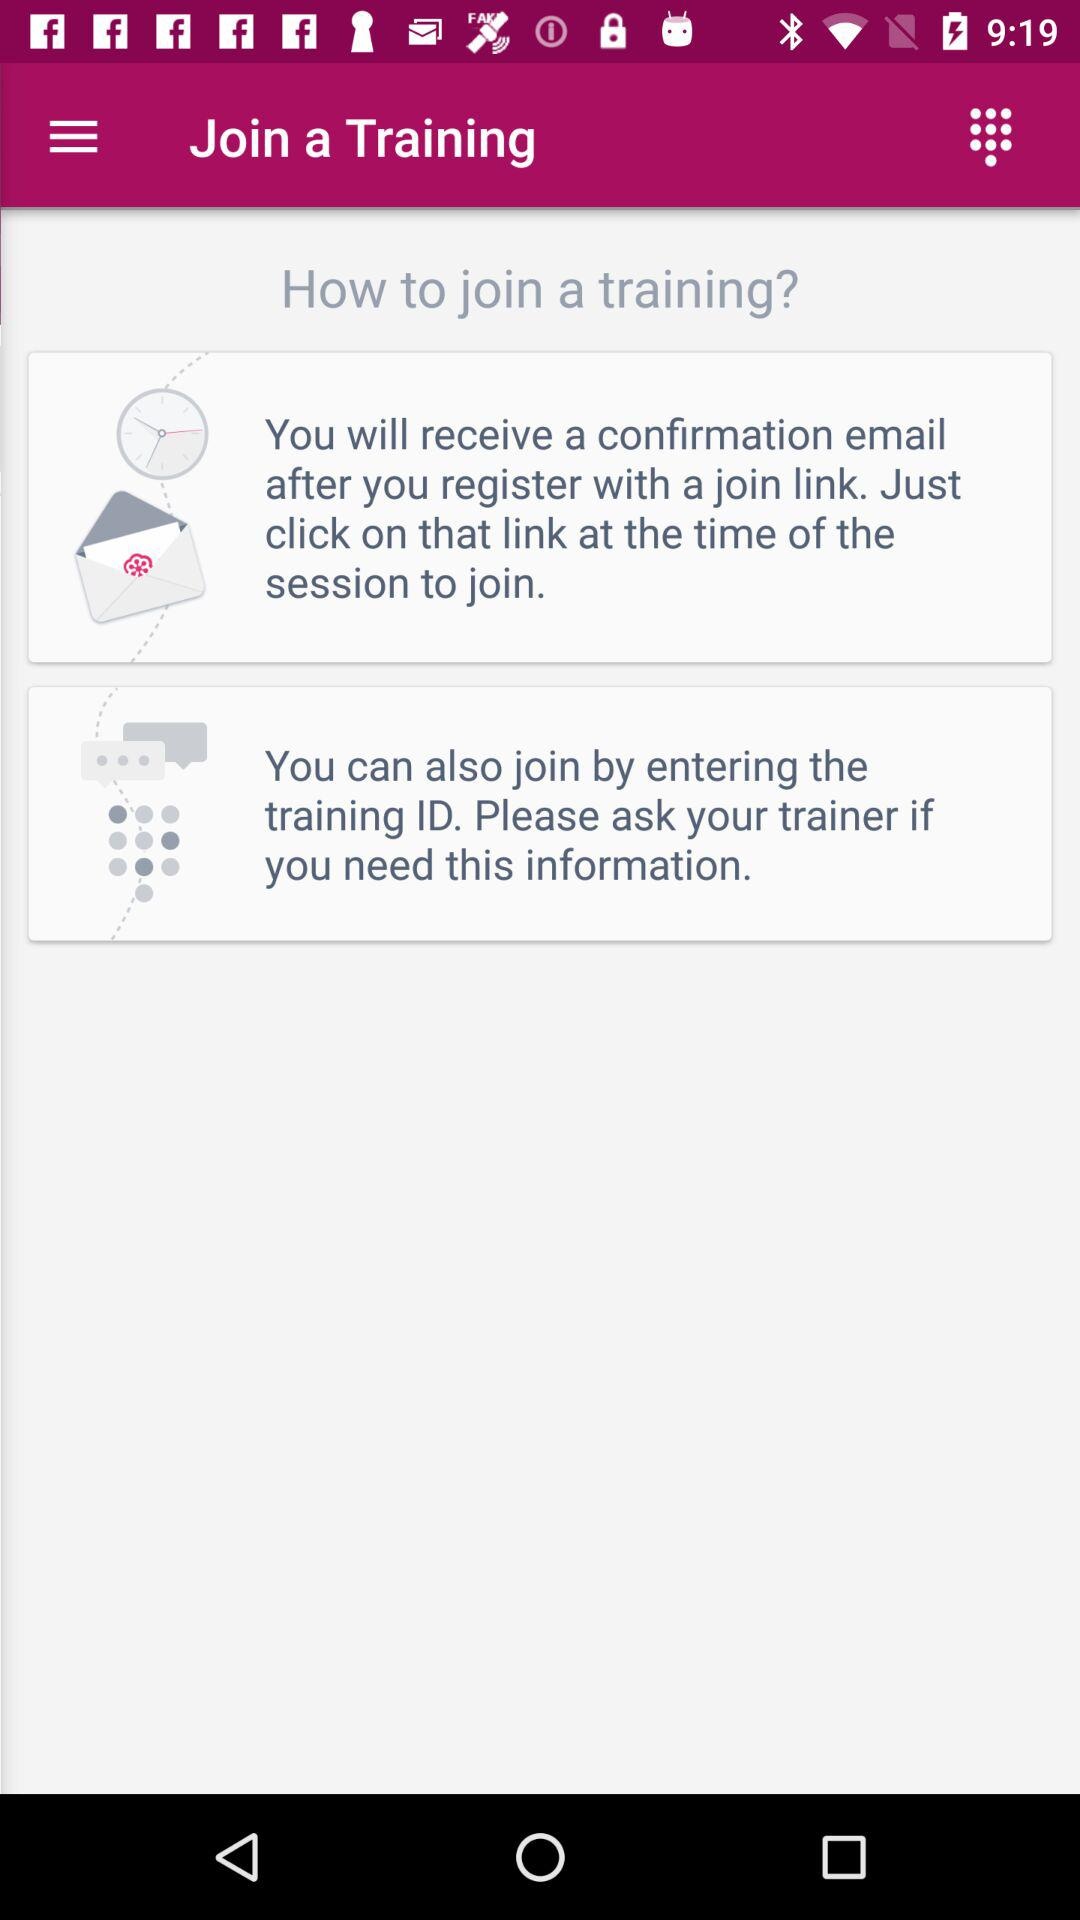 FAKE
9:19
Join a Training
How to join a training?
You will receive a confirmation email
after you register with a join link. Just
click on that link at the time of the
session to join.
You can also join by entering the
training ID. Please ask your trainer if
you need this information.